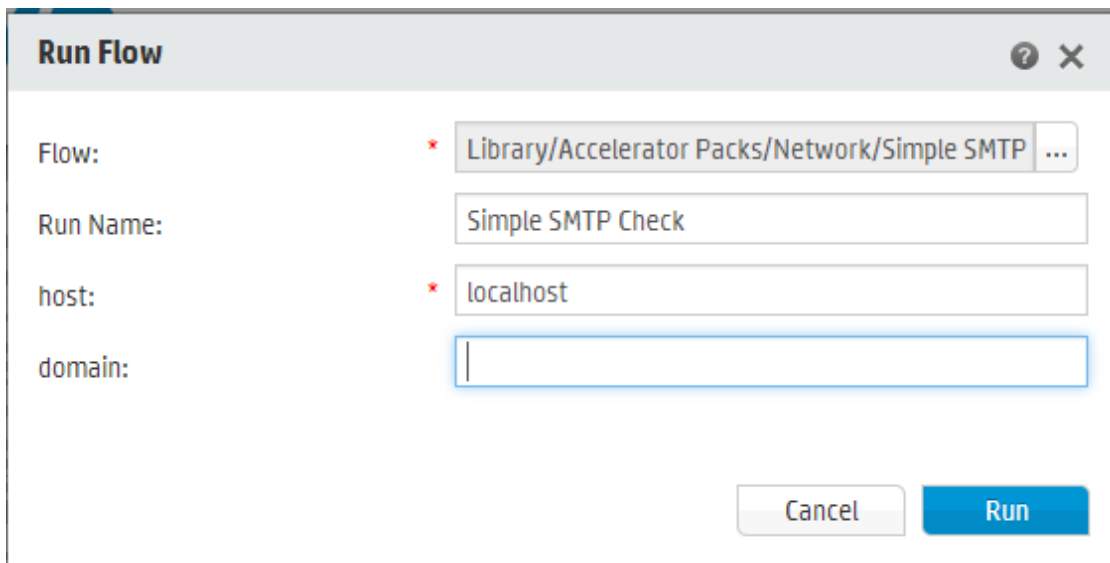 Run Flow
Flow: * Library/Accelerator Packs/Network/Simple SMTP ...
Run Name: Simple SMTP Check
host: * localhost
domain:
Cancel Run